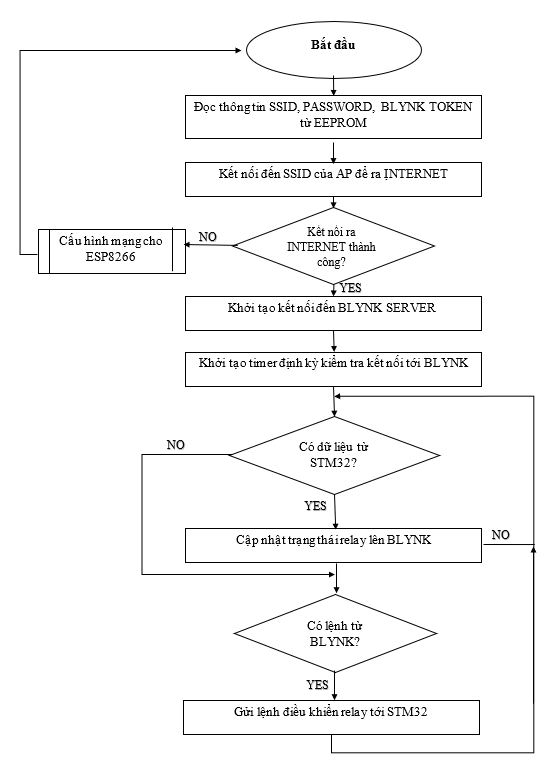 Bắt đầu
Đọc thông tin SSID, PASSWORD, BLYNK TOKEN
từ EEPROM
Kết nối đến SSID của AP để ra INTERNET
Kết nối ra
INTERNET thành
công?
NO
Cấu hình mạng cho
ESP8266
YES
Khởi tạo kết nối đến BLYNK SERVER
Khởi tạo timer định kỳ kiểm tra kết nối tới BLYNK
Có dữ liệu từ
STM32?
NO
YES
Cập nhật trạng thái relay lên BLYNK
NO
Có lệnh từ
BLYNK?
YES
Gửi lệnh điều khiển relay tới STM32